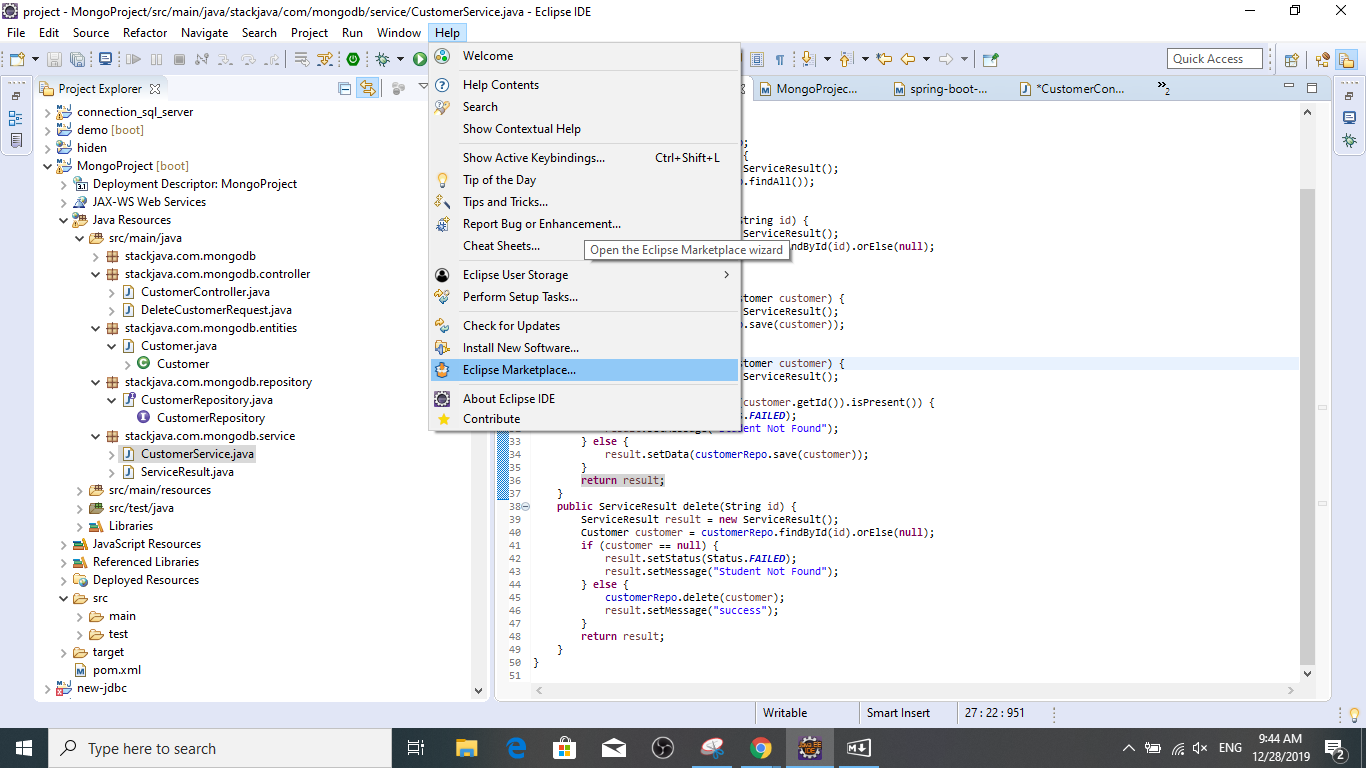 project - MongoProject/src/main/java/stackjava/com/mongodb/service/CustomerService.java - Eclipse IDE
File Edit Source Refactor Navigate Search Project Run Window Help
Quick Access
Project Explorer
connection_sql_server
demo [boot]
hiden
MongoProject [boot]
Deployment Descriptor: MongoProject
JAX-WS Web Services
Java Resources
src/main/java
stackjava.com.mongodb
stackjava.com.mongodb.controller
CustomerController.java
DeleteCustomerRequest.java
stackjava.com.mongodb.entities
Customer.java
Customer
stackjava.com.mongodb.repository
CustomerRepository.java
CustomerRepository
stackjava.com.mongodb.service
CustomerService.java
ServiceResult.java
src/main/resources
src/test/java
Libraries
JavaScript Resources
Referenced Libraries
Deployed Resources
src
main
test
target
pom.xml
new-jdbc
Welcome
Help Contents
Search
Show Contextual Help
Show Active Keybindings... Ctrl+Shift+L
Tip of the Day
Tips and Tricks...
Report Bug or Enhancement...
Cheat Sheets...
Eclipse User Storage
Perform Setup Tasks...
Check for Updates
Install New Software...
Eclipse Marketplace...
About Eclipse IDE
Contribute
Open the Eclipse Marketplace wizard
MongoProjec... spring-boot-... *CustomerCon... »2
;
{
ServiceResult();
.findAll());
tring id) {
ServiceResult();
ndById(id).orElse(null);
stomer customer) {
ServiceResult();
.save(customer));
stomer customer) {
ServiceResult();
customer.getId()).isPresent()) {
.FAILED);
ent Not Found");
33 } else {
34 result.setData(customerRepo.save(customer));
35 }
36 return result;
37 }
38 public ServiceResult delete(String id) {
39 ServiceResult result = new ServiceResult();
40 Customer customer = customerRepo.findById(id).orElse(null);
41 if (customer == null) {
42 result.setStatus(Status.FAILED);
43 result.setMessage("Student Not Found");
44 } else {
45 customerRepo.delete(customer);
46 result.setMessage("success");
47 }
48 return result;
49 }
50 }
51
Writable Smart Insert 27 : 22 : 951
Type here to search
ENG
9:44 AM
12/28/2019
2